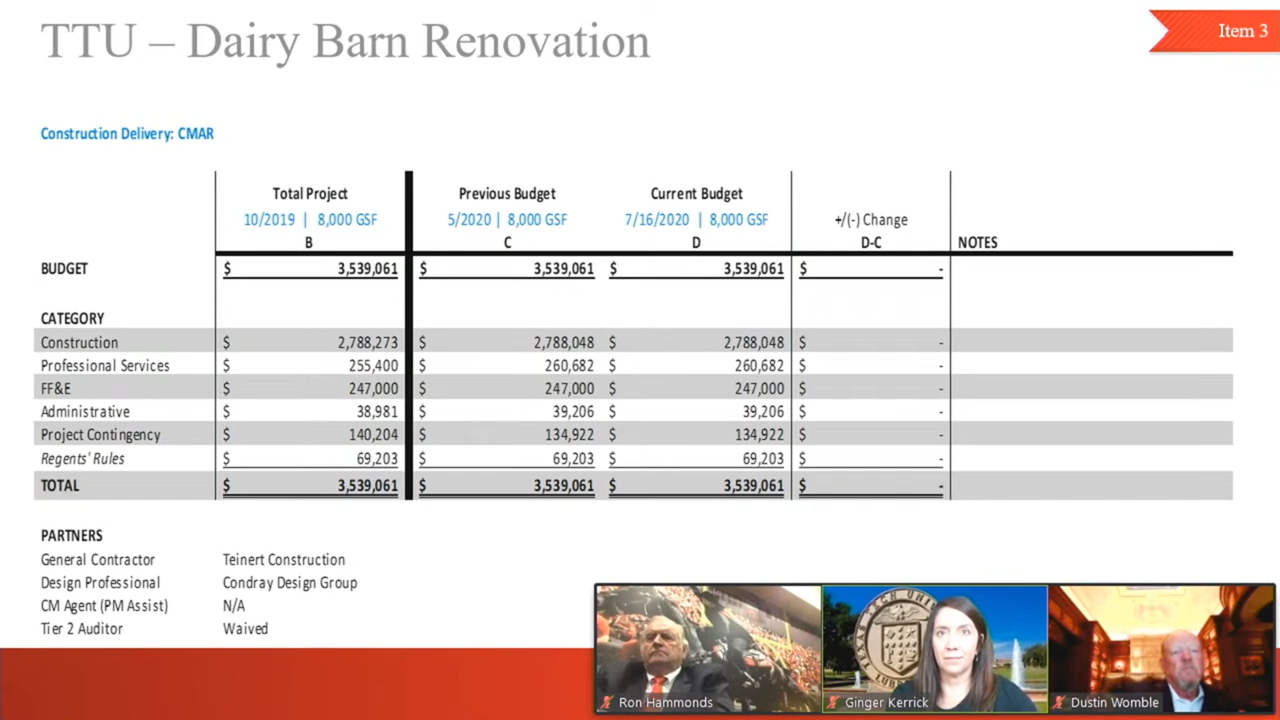 TTU – Dairy Barn Renovation
Item 3
Construction Delivery: CMAR
Total Project Previous Budget Current Budget
10/2019 | 8,000 GSF 5/2020 | 8,000 GSF 7/16/2020 | 8,000 GSF +/(-) Change
B C D D-C NOTES
BUDGET $ 3,539,061 $ 3,539,061 $ 3,539,061 $ -
CATEGORY
Construction $ 2,788,273 $ 2,788,048 $ 2,788,048 $ -
Professional Services $ 255,400 $ 260,682 $ 260,682 $ -
FF&E $ 247,000 $ 247,000 $ 247,000 $ -
Administrative $ 38,981 $ 39,206 $ 39,206 $ -
Project Contingency $ 140,204 $ 134,922 $ 134,922 $ -
Regents' Rules $ 69,203 $ 69,203 $ 69,203 $ -
TOTAL $ 3,539,061 $ 3,539,061 $ 3,539,061 $ -
PARTNERS
General Contractor Teinert Construction
Design Professional Condray Design Group
CM Agent (PM Assist) N/A
Tier 2 Auditor Waived
Ron Hammonds Ginger Kerrick Dustin Womble